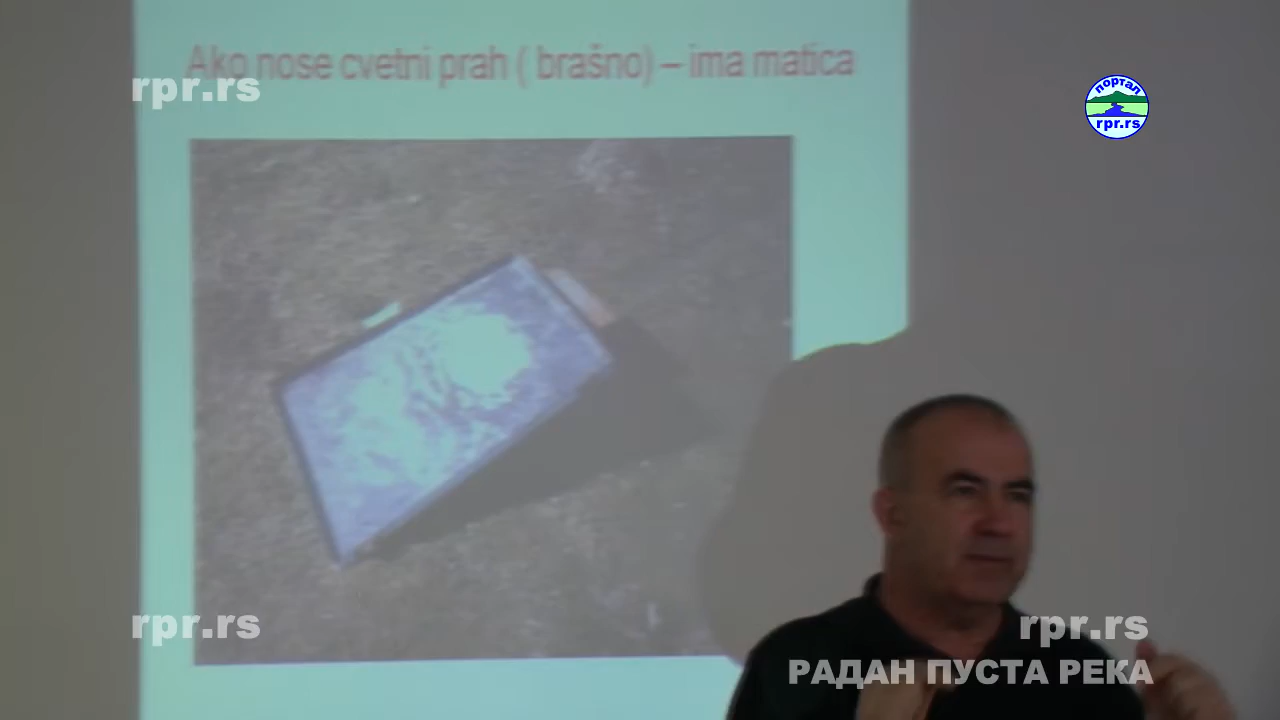 Ako nose cvetni prah ( brašno) – ima matica
rpr.rs
портал
rpr.rs
rpr.rs
rpr.rs
РАДАН ПУСТА РЕКА